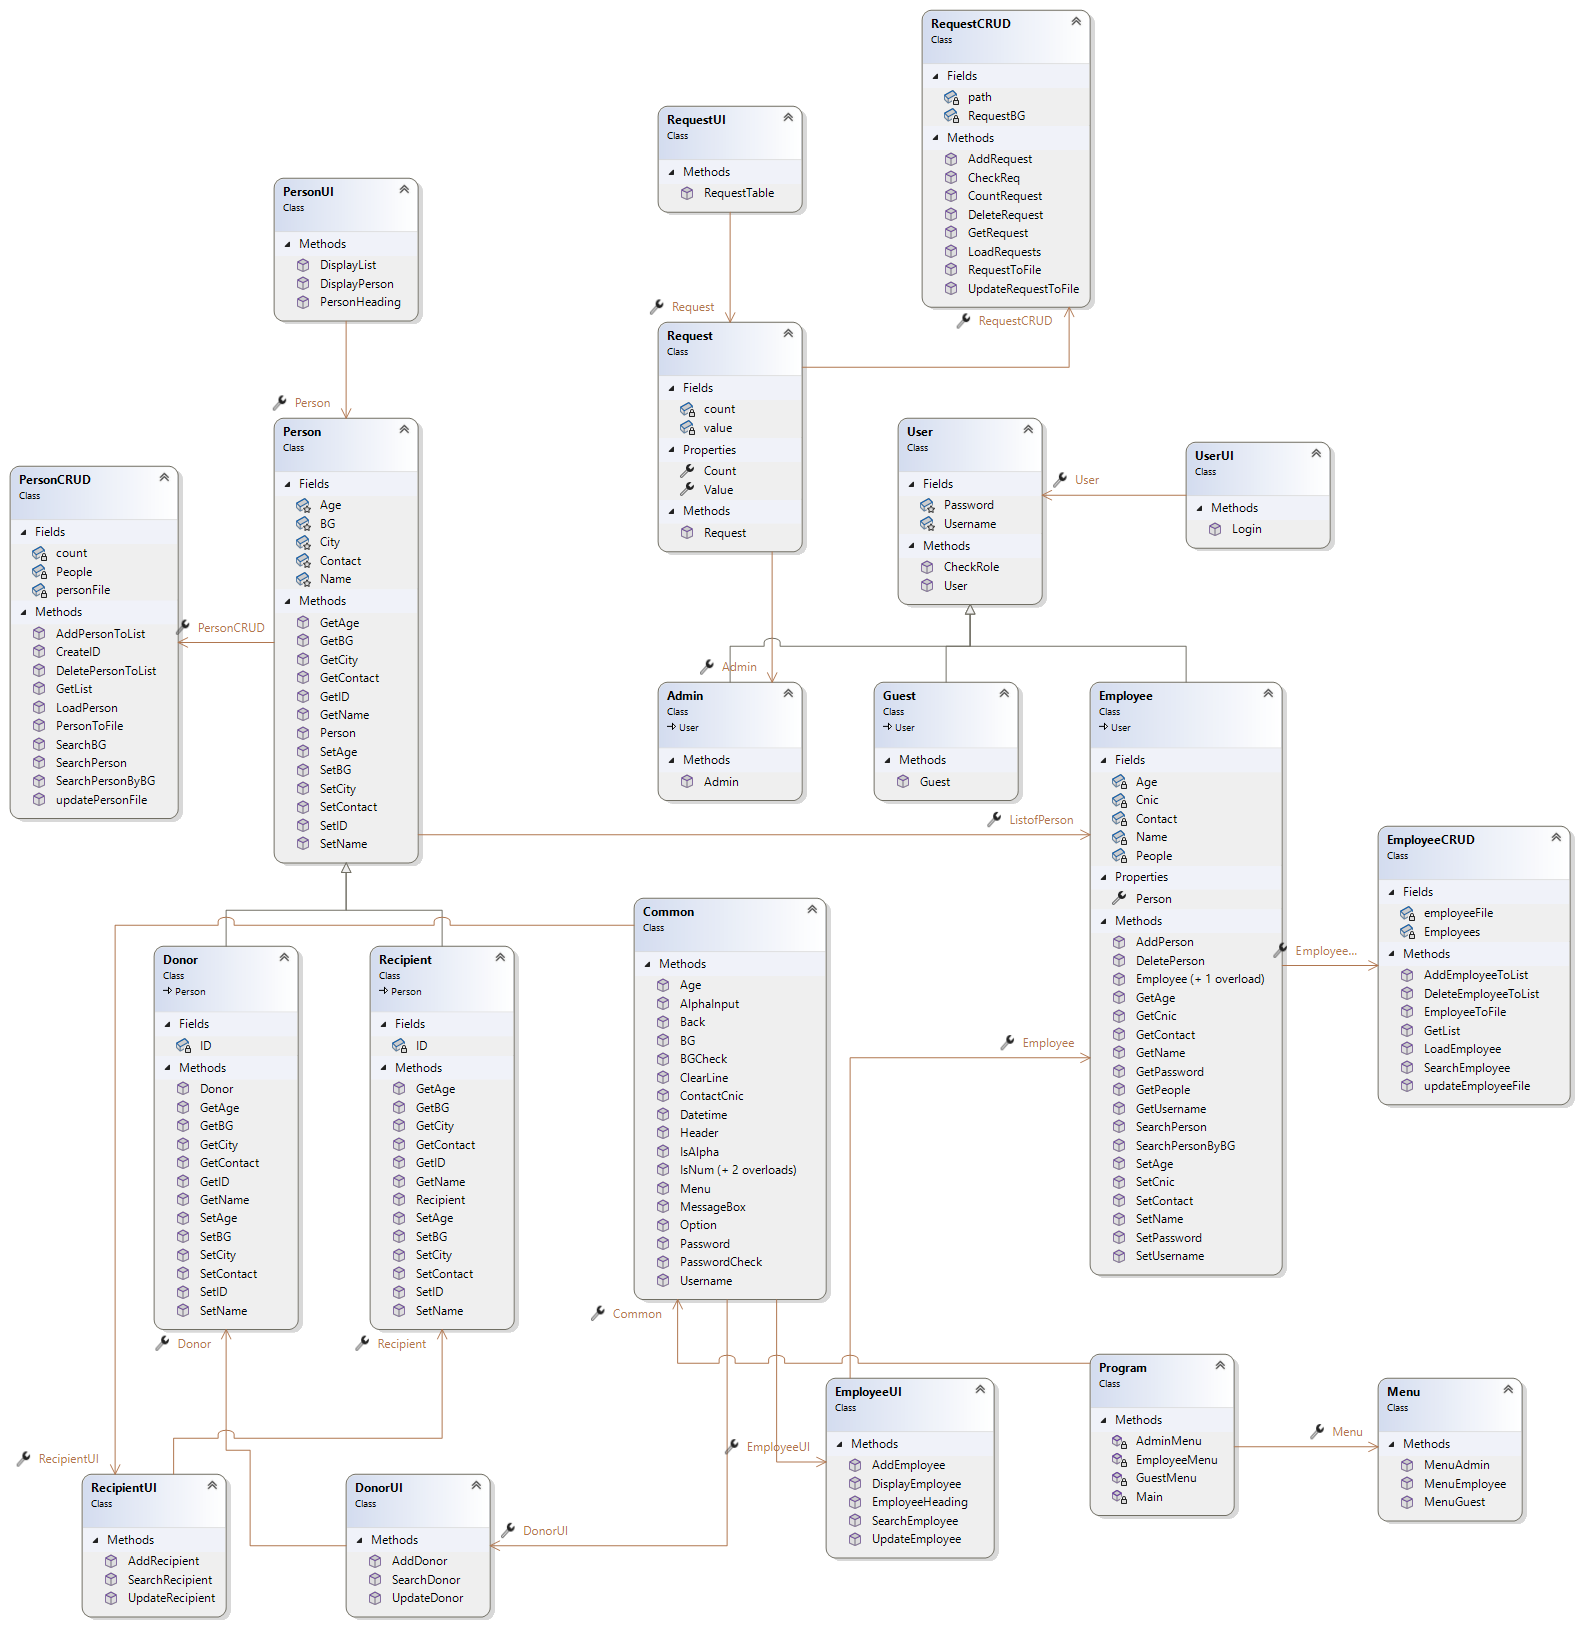 RequestCRUD
Class
Fields
path
RequestBG
Methods
AddRequest
CheckReq
CountRequest
DeleteRequest
GetRequest
LoadRequests
RequestToFile
UpdateRequestToFile
RequestCRUD
RequestUI
Class
Methods
RequestTable
Request
PersonUI
Class
Methods
DisplayList
DisplayPerson
PersonHeading
Person
Request
Class
Fields
count
value
Properties
Count
Value
Methods
Request
Admin
User
Class
Fields
Password
Username
Methods
CheckRole
User
User
UserUI
Class
Methods
Login
PersonCRUD
Class
Fields
count
People
personFile
Methods
AddPersonToList
CreateID
DeletePersonToList
GetList
LoadPerson
PersonToFile
SearchBG
SearchPerson
SearchPersonByBG
updatePersonFile
PersonCRUD
Person
Class
Fields
Age
BG
City
Contact
Name
Methods
GetAge
GetBG
GetCity
GetContact
GetID
GetName
Person
SetAge
SetBG
SetCity
SetContact
SetID
SetName
ListofPerson
Admin
Class
User
Methods
Admin
Guest
Class
User
Methods
Guest
Employee
Class
User
Fields
Age
Cnic
Contact
Name
People
Properties
Person
Methods
AddPerson
DeletePerson
Employee (+ 1 overload)
GetAge
GetCnic
GetContact
GetName
GetPassword
GetPeople
GetUsername
SearchPerson
SearchPersonByBG
SetAge
SetCnic
SetContact
SetName
SetPassword
SetUsername
Employee...
EmployeeCRUD
Class
Fields
employeeFile
Employees
Methods
AddEmployeeToList
DeleteEmployeeToList
EmployeeToFile
GetList
LoadEmployee
SearchEmployee
updateEmployeeFile
Donor
Class
Person
Fields
ID
Methods
Donor
GetAge
GetBG
GetCity
GetContact
GetID
GetName
SetAge
SetBG
SetCity
SetContact
SetID
SetName
Donor
Recipient
Class
Person
Fields
ID
Methods
GetAge
GetBG
GetCity
GetContact
GetID
GetName
Recipient
SetAge
SetBG
SetCity
SetContact
SetID
SetName
Recipient
Common
Class
Methods
Age
AlphaInput
Back
BG
BGCheck
ClearLine
ContactCnic
Datetime
Header
IsAlpha
IsNum (+ 2 overloads)
Menu
MessageBox
Option
Password
PasswordCheck
Username
Common
Employee
RecipientUI
RecipientUI
Class
Methods
AddRecipient
SearchRecipient
UpdateRecipient
DonorUI
Class
Methods
AddDonor
SearchDonor
UpdateDonor
DonorUI
EmployeeUI
EmployeeUI
Class
Methods
AddEmployee
DisplayEmployee
EmployeeHeading
SearchEmployee
UpdateEmployee
Program
Class
Methods
AdminMenu
EmployeeMenu
GuestMenu
Main
Menu
Menu
Class
Methods
MenuAdmin
MenuEmployee
MenuGuest